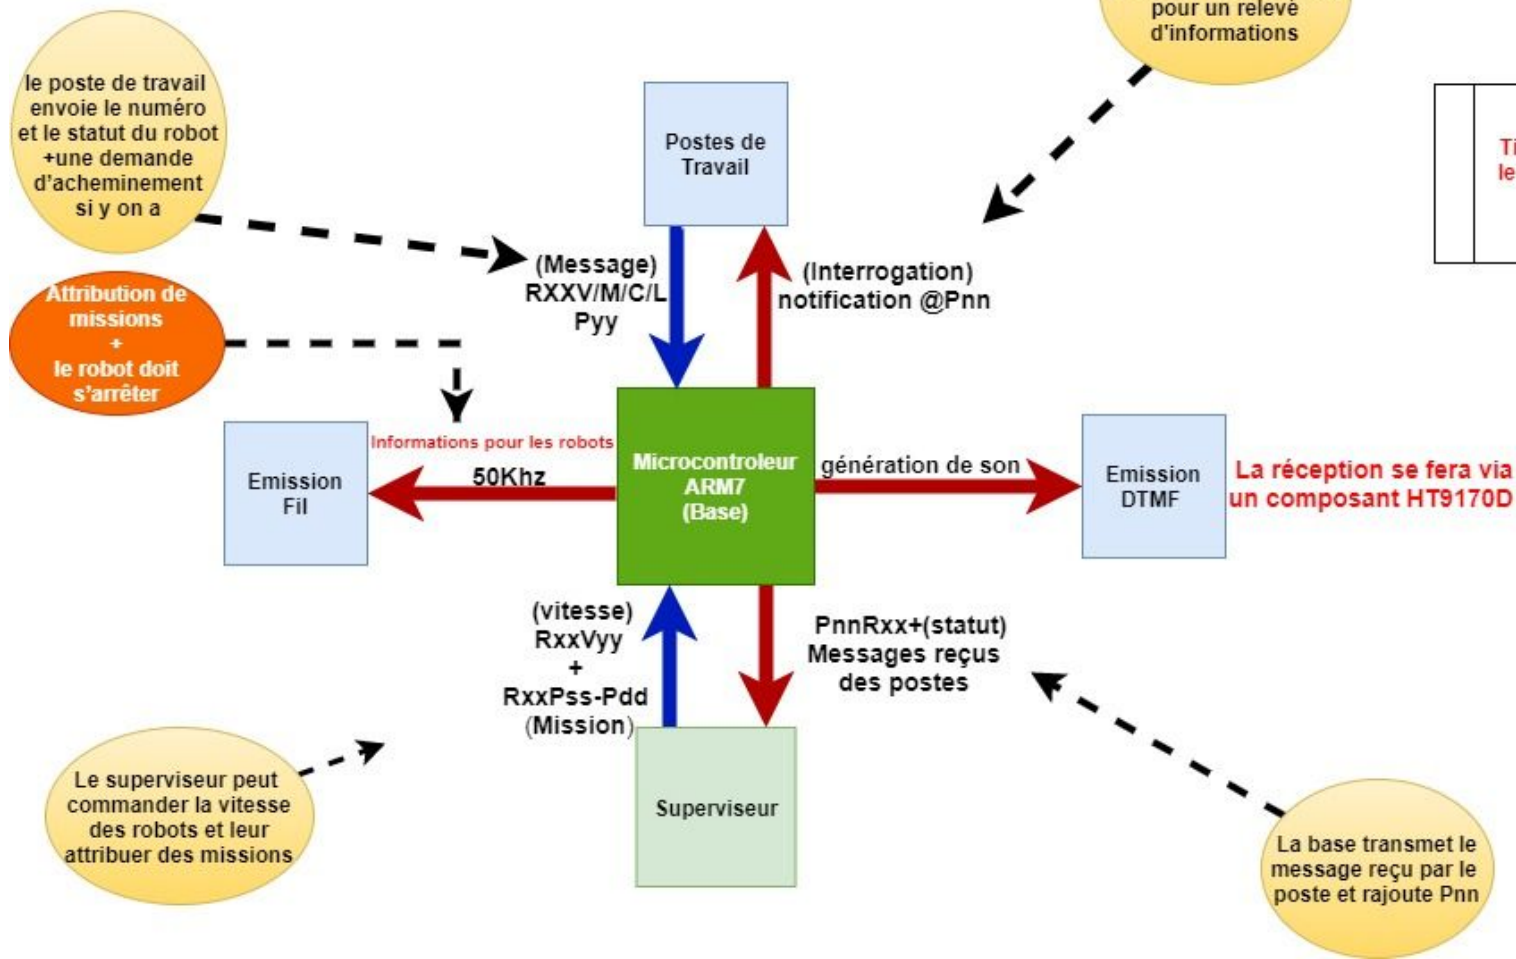 pour un relevé
d'informations
le poste de travail
envoie le numéro
et le statut du robot
+une demande
d'acheminement
si y on a
Postes de
Travail
(Message)
RXXV/M/C/L
Pyy
(Interrogation)
notification @Pnn
Attribution de
missions
+
le robot doit
s'arrêter
Informations pour les robots
50Khz
Emission
Fil
Microcontroleur
ARM7
(Base)
génération de son
Emission
DTMF
La réception se fera via
un composant HT9170D
(vitesse)
RxxVyy
+
RxxPss-Pdd
(Mission)
PnnRxx+(statut)
Messages reçus
des postes
Superviseur
Le superviseur peut
commander la vitesse
des robots et leur
attribuer des missions
La base transmet le
message reçu par le
poste et rajoute Pnn